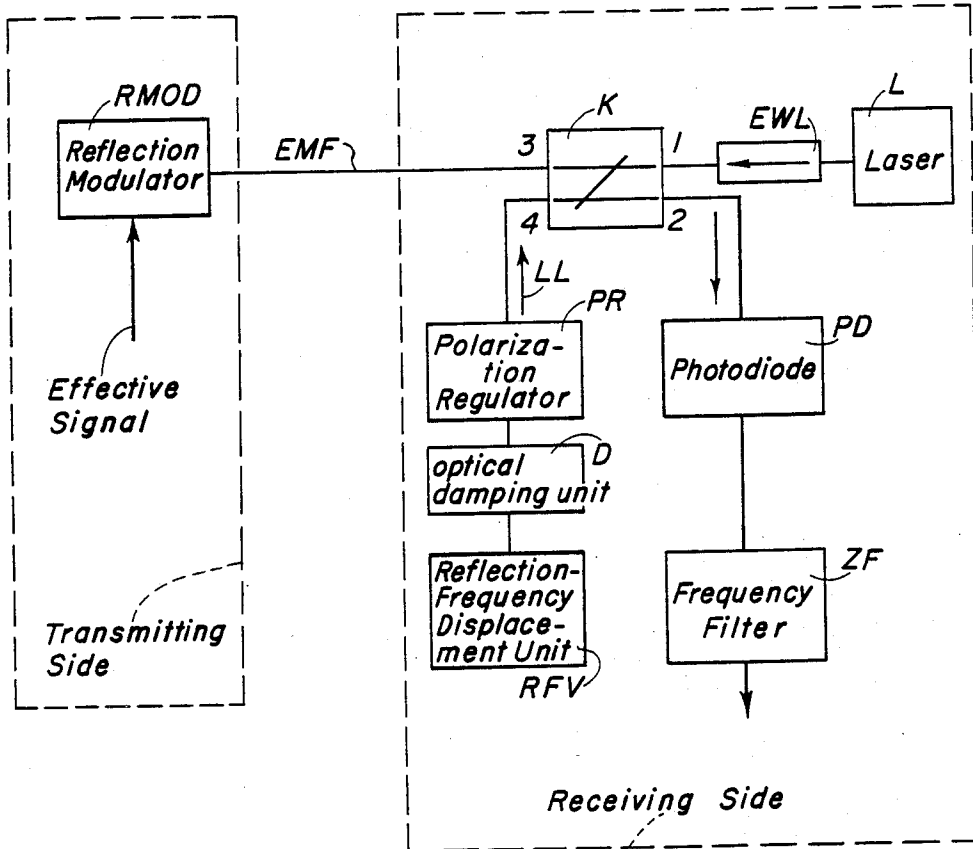 RMOD
Reflection
Modulator
EMF
K
3
1
4
2
EWL
L
Laser
LL
PR
Polariza-
tion
Regulator
PD
Photodiode
Effective
Signal
D
optical
damping unit
Reflection-
Frequency
Displace-
ment Unit
RFV
ZF
Frequency
Filter
Transmitting
Side
Receiving Side